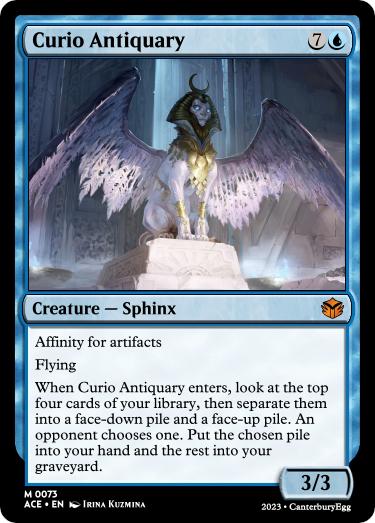 Curio Antiquary 7
Creature — Sphinx
Affinity for artifacts
Flying
When Curio Antiquary enters, look at the top
four cards of your library, then separate them
into a face-down pile and a face-up pile. An
opponent chooses one. Put the chosen pile
into your hand and the rest into your
graveyard.
3/3
M 0073
ACE • EN Irina Kuzmina
2023 • CanterburyEgg